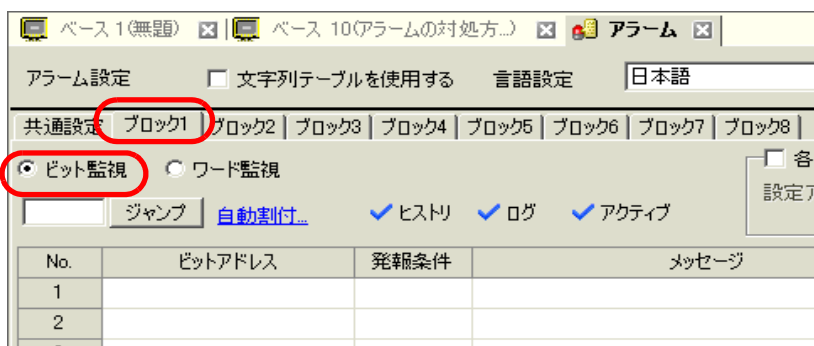 ベース 1(無題) ベース 10(アラームの対処方...) アラーム
アラーム設定 文字列テーブルを使用する 言語設定 日本語
共通設定 ブロック1 ブロック2 ブロック3 ブロック4 ブロック5 ブロック6 ブロック7 ブロック8
ビット監視 ワード監視 各
設定ア
ジャンプ 自動割付... ヒストリ ログ アクティブ
No. ビットアドレス 発報条件 メッセージ
1
2